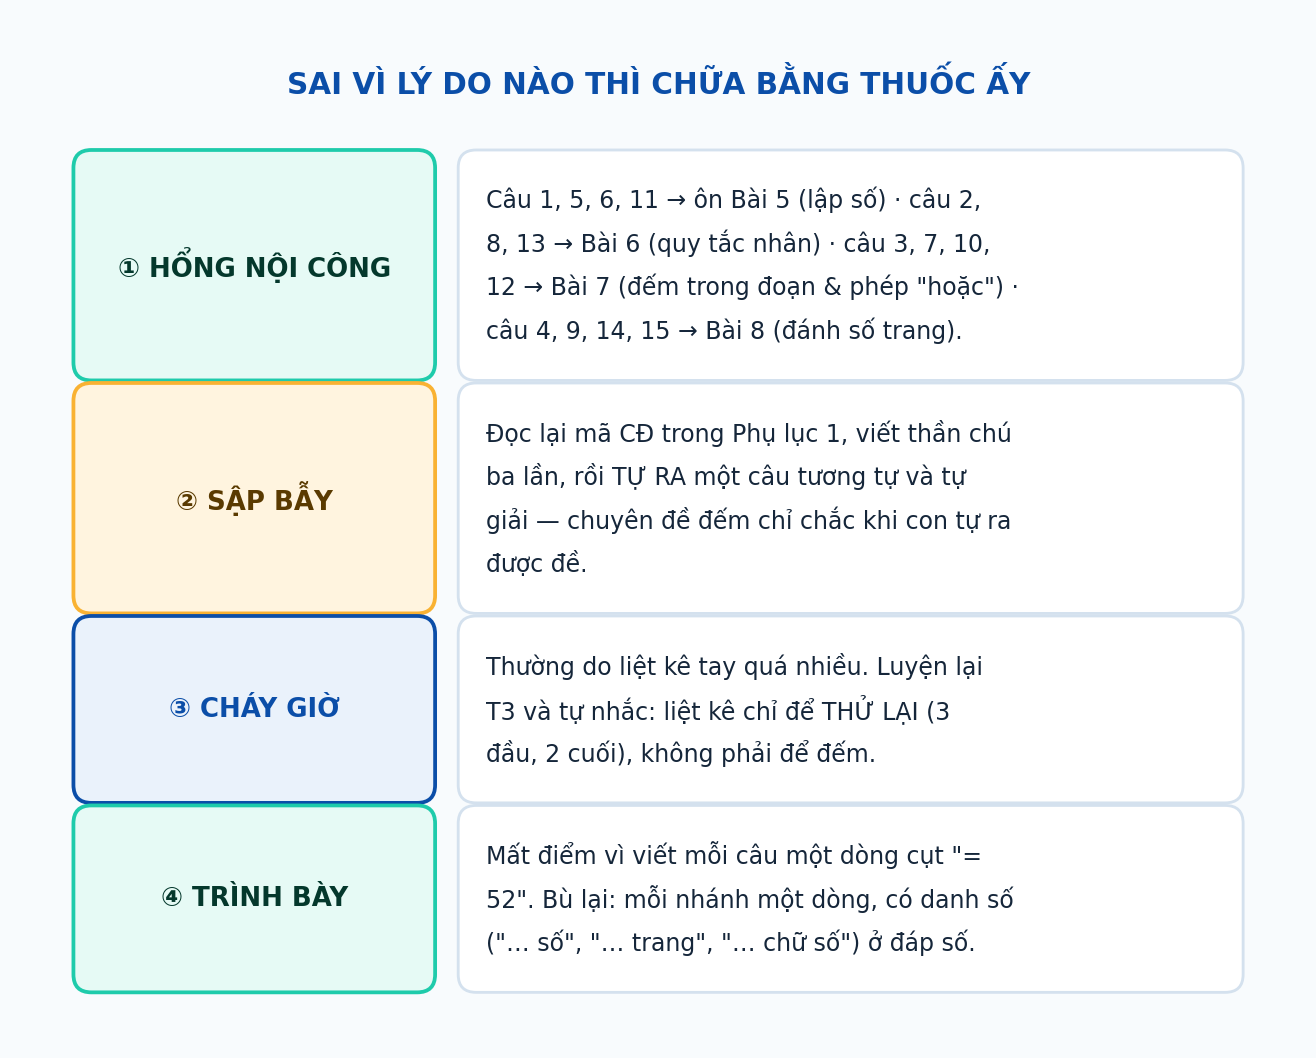 SAI VÌ LÝ DO NÀO THÌ CHỮA BẰNG THUỐC ẤY
① HỔNG NỘI CÔNG
Câu 1, 5, 6, 11 → ôn Bài 5 (lập số) · câu 2,
8, 13 → Bài 6 (quy tắc nhân) · câu 3, 7, 10,
12 → Bài 7 (đếm trong đoạn & phép "hoặc") ·
câu 4, 9, 14, 15 → Bài 8 (đánh số trang).
② SẬP BẪY
Đọc lại mã CĐ trong Phụ lục 1, viết thần chú
ba lần, rồi TỰ RA một câu tương tự và tự
giải — chuyên đề đếm chỉ chắc khi con tự ra
được đề.
③ CHÁY GIỜ
Thường do liệt kê tay quá nhiều. Luyện lại
T3 và tự nhắc: liệt kê chỉ để THỬ LẠI (3
đầu, 2 cuối), không phải để đếm.
④ TRÌNH BÀY
Mất điểm vì viết mỗi câu một dòng cụt "=
52". Bù lại: mỗi nhánh một dòng, có danh số
("… số", "… trang", "… chữ số") ở đáp số.